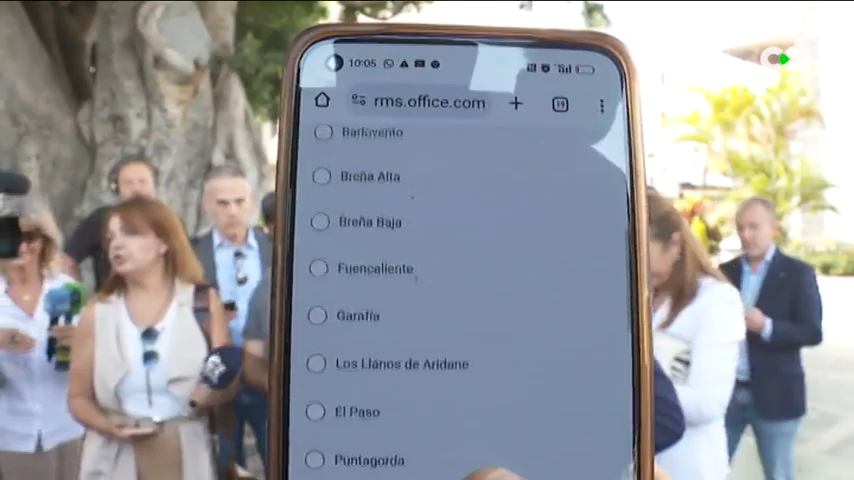 10:05
rms.office.com
19
Barlovento
Breña Alta
Breña Baja
Fuencaliente
Garafía
Los Llanos de Aridane
El Paso
Puntagorda